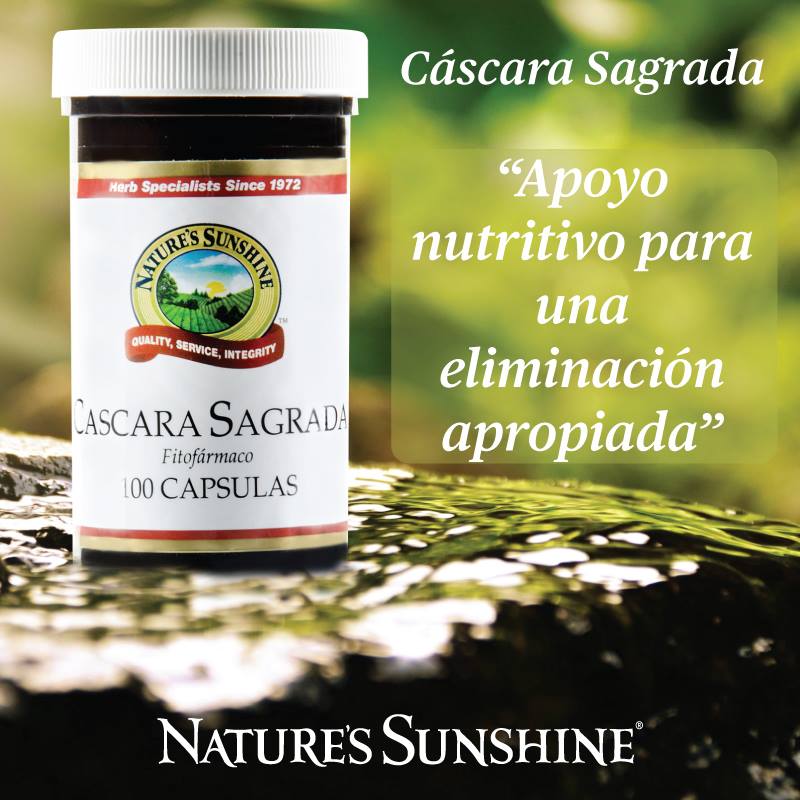 Cáscara Sagrada
“Apoyo
nutritivo para
una
eliminación
apropiada”
Herb Specialists Since 1972
NATURE'S SUNSHINE
TM
QUALITY, SERVICE, INTEGRITY
CASCARA SAGRADA
Fitofármaco
100 CAPSULAS
NATURE'S SUNSHINE®